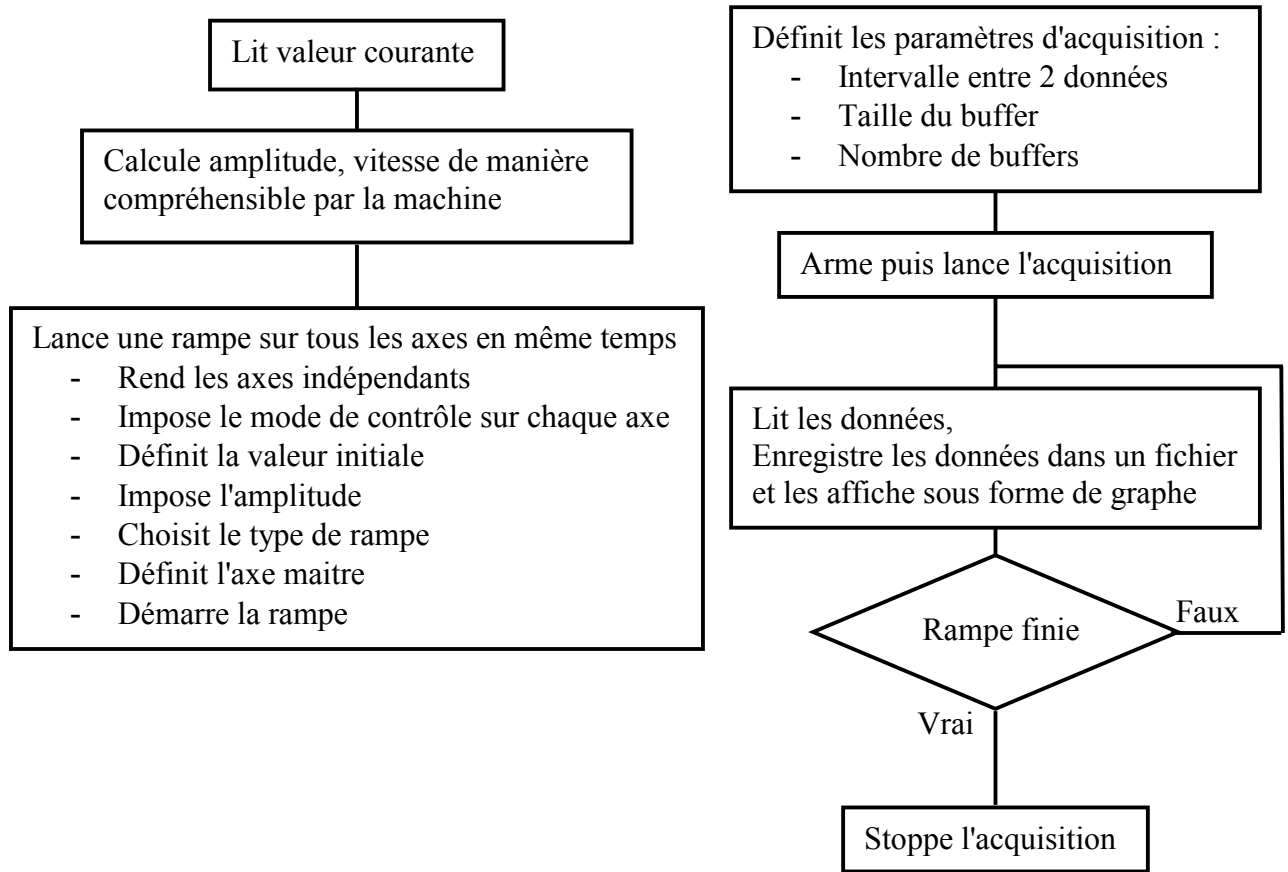 Lit valeur courante
Calcule amplitude, vitesse de manière
compréhensible par la machine
Lance une rampe sur tous les axes en même temps
- Rend les axes indépendants
- Impose le mode de contrôle sur chaque axe
- Définit la valeur initiale
- Impose l'amplitude
- Choisit le type de rampe
- Définit l'axe maitre
- Démarre la rampe
Définit les paramètres d'acquisition :
- Intervalle entre 2 données
- Taille du buffer
- Nombre de buffers
Arme puis lance l'acquisition
Lit les données,
Enregistre les données dans un fichier
et les affiche sous forme de graphe
Rampe finie
Faux
Vrai
Stoppe l'acquisition